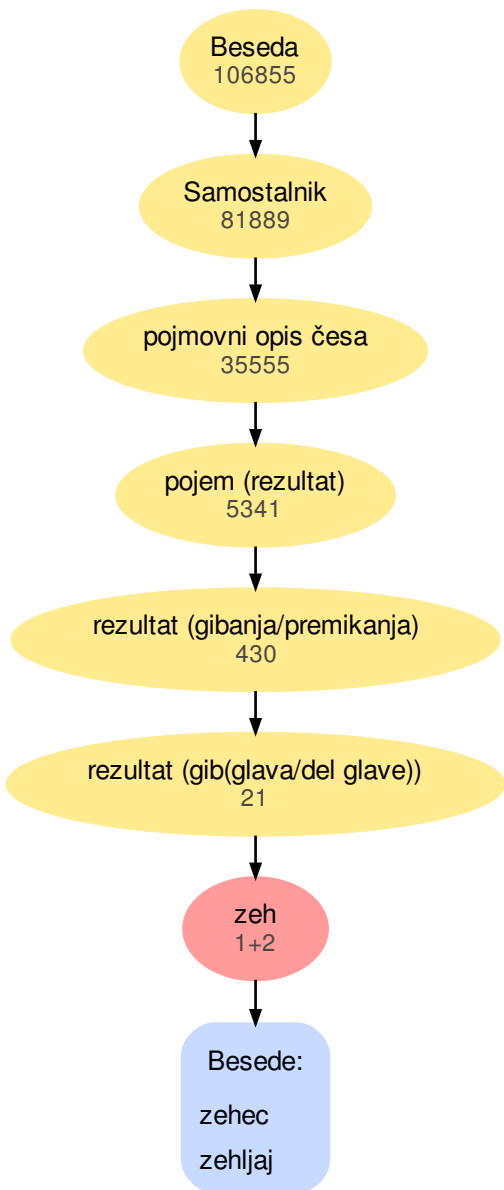 Beseda
106855
Samostalnik
81889
pojmovni opis česa
35555
pojem (rezultat)
5341
rezultat (gibanja/premikanja)
430
rezultat (gib(glava/del glave))
21
zeh
1+2
Besede:
zehec
zehljaj